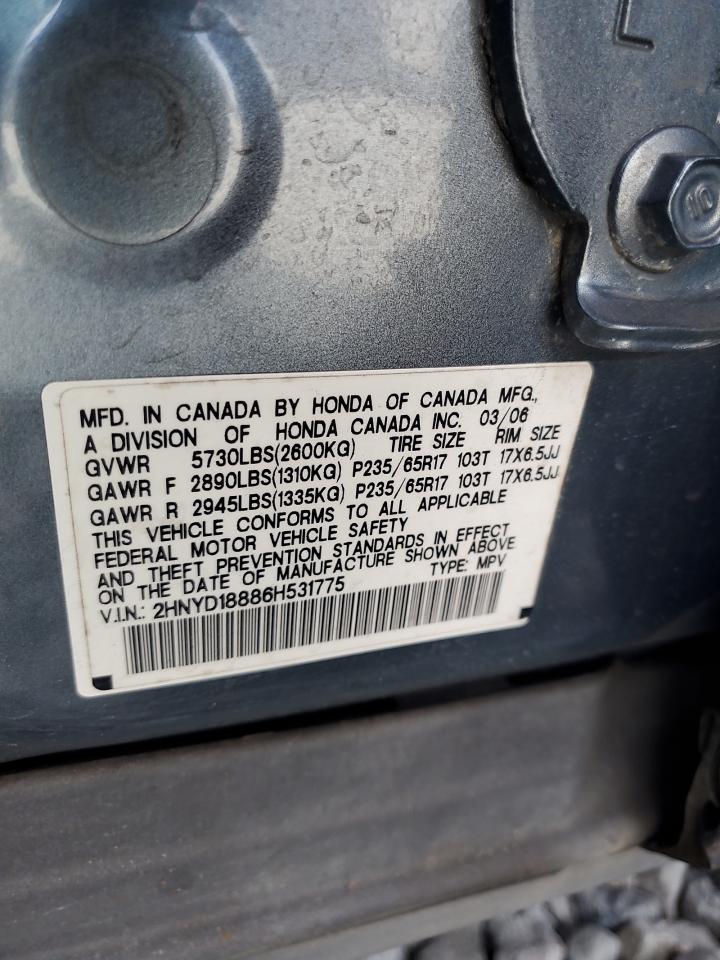 L
10
MFD. IN CANADA BY HONDA OF CANADA MFG.,
A DIVISION OF HONDA CANADA INC. 03/06
GVWR 5730LBS(2600KG) TIRE SIZE RIM SIZE
GAWR F 2890LBS(1310KG) P235/65R17 103T 17X6.5JJ
GAWR R 2945LBS(1335KG) P235/65R17 103T 17X6.5JJ
THIS VEHICLE CONFORMS TO ALL APPLICABLE
FEDERAL MOTOR VEHICLE SAFETY
AND THEFT PREVENTION STANDARDS IN EFFECT
ON THE DATE OF MANUFACTURE SHOWN ABOVE
V.I.N.: 2HNYD18886H531775 TYPE: MPV